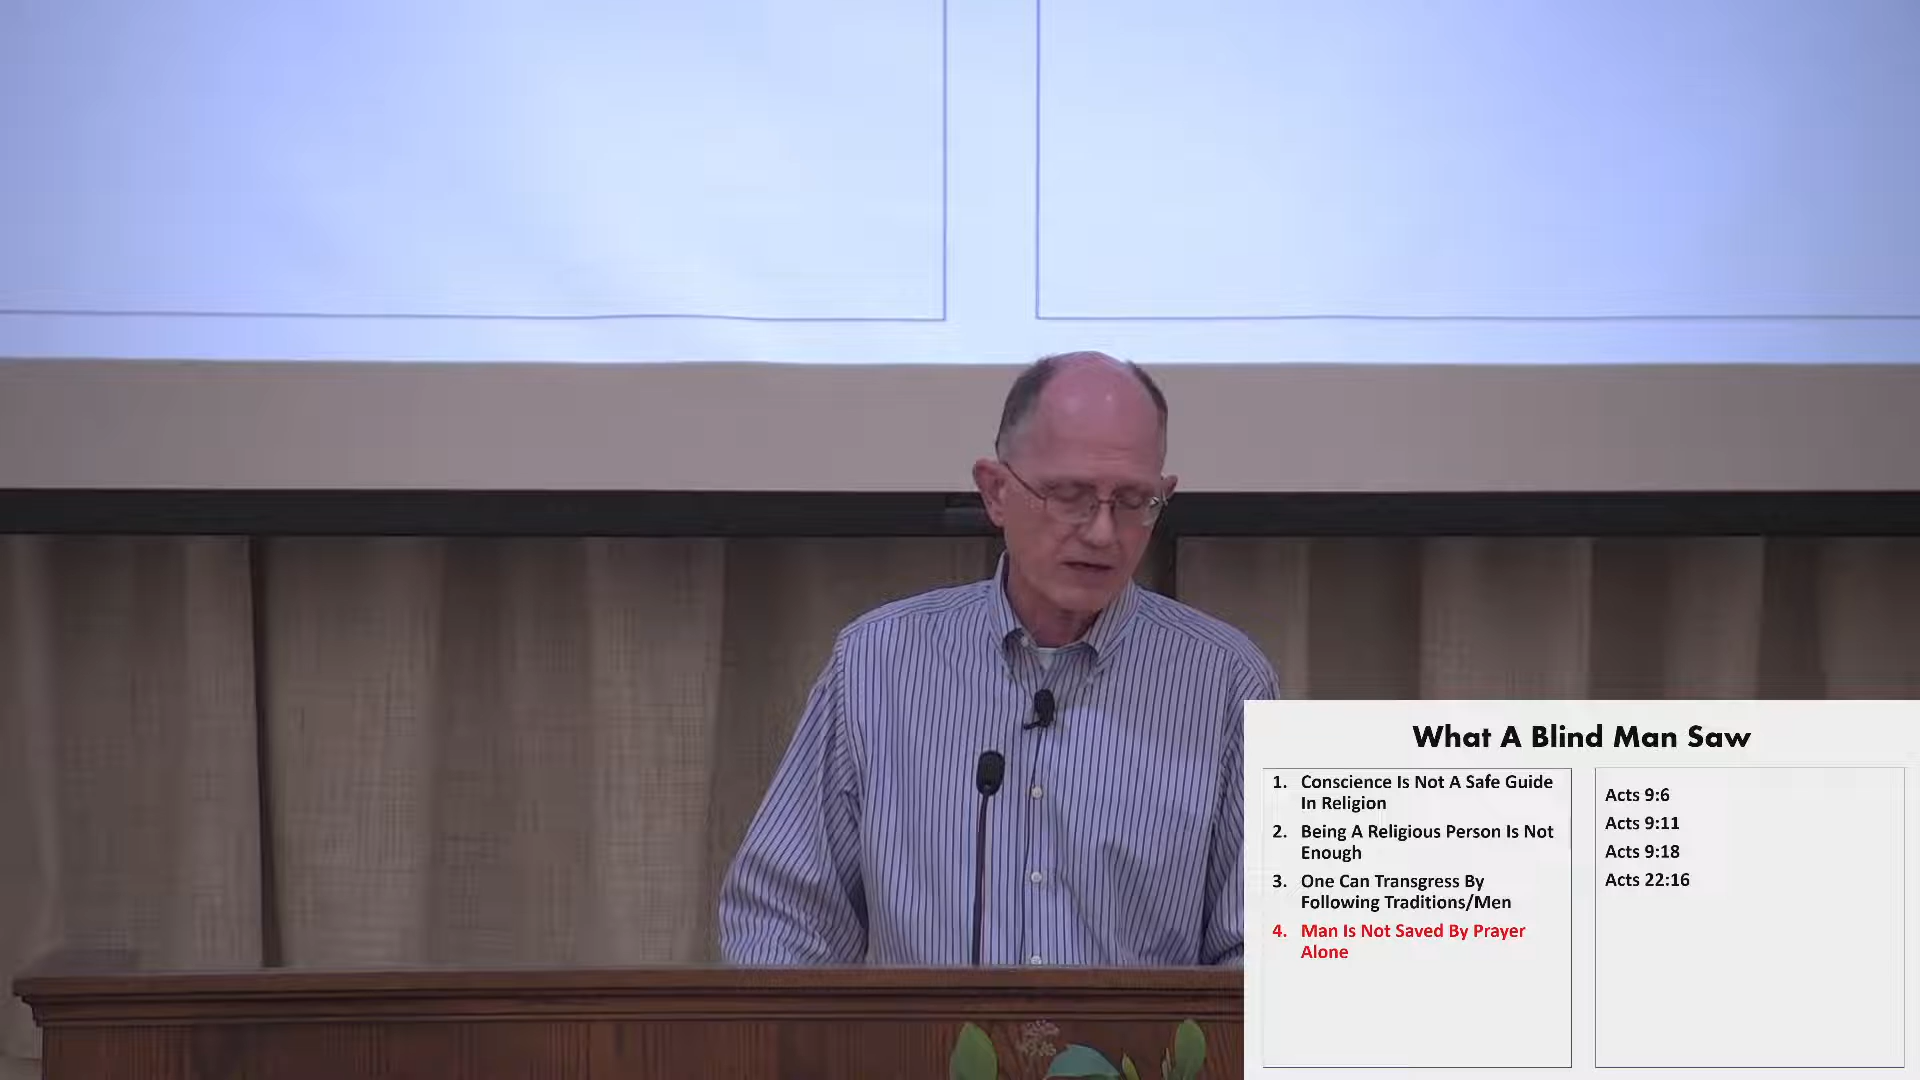 What A Blind Man Saw
1. Conscience Is Not A Safe Guide
In Religion
2. Being A Religious Person Is Not
Enough
3. One Can Transgress By
Following Traditions/Men
4. Man Is Not Saved By Prayer
Alone
Acts 9:6
Acts 9:11
Acts 9:18
Acts 22:16